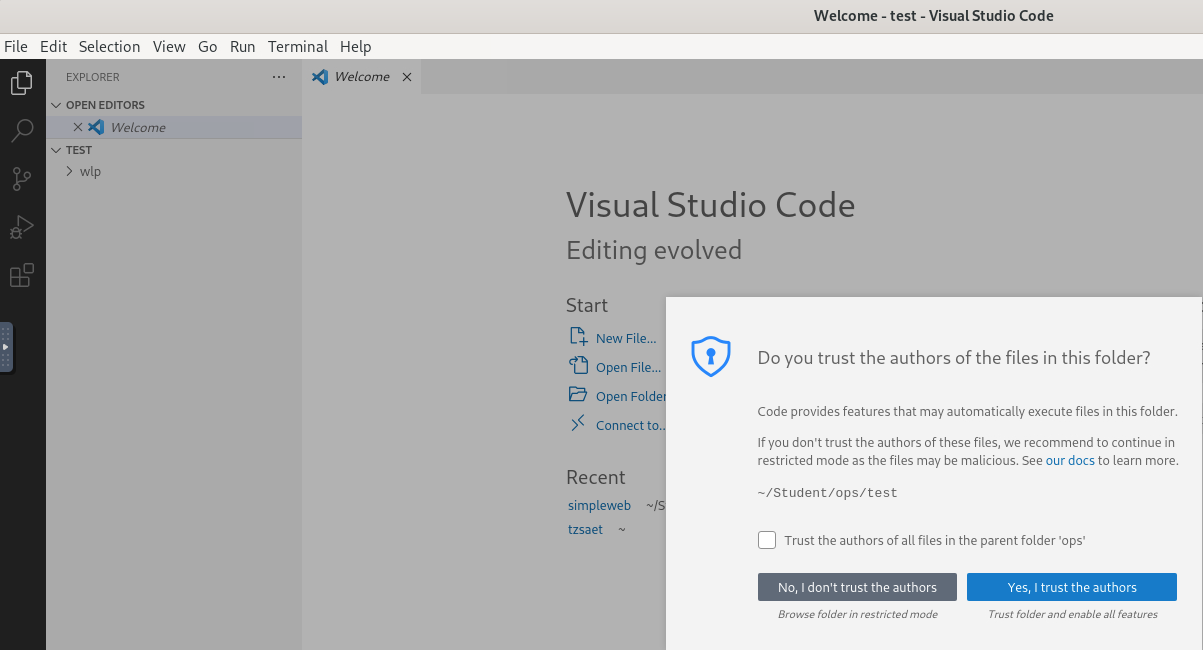 Welcome - test - Visual Studio Code
File Edit Selection View Go Run Terminal Help
EXPLORER ···
OPEN EDITORS
Welcome
TEST
wlp
Welcome
Visual Studio Code
Editing evolved
Start
New File...
Open File...
Open Folder
Connect to..
Recent
simpleweb ~/S
tzsaet ~
Do you trust the authors of the files in this folder?
Code provides features that may automatically execute files in this folder.
If you don't trust the authors of these files, we recommend to continue in
restricted mode as the files may be malicious. See our docs to learn more.
~/Student/ops/test
Trust the authors of all files in the parent folder 'ops'
No, I don't trust the authors Yes, I trust the authors
Browse folder in restricted mode Trust folder and enable all features